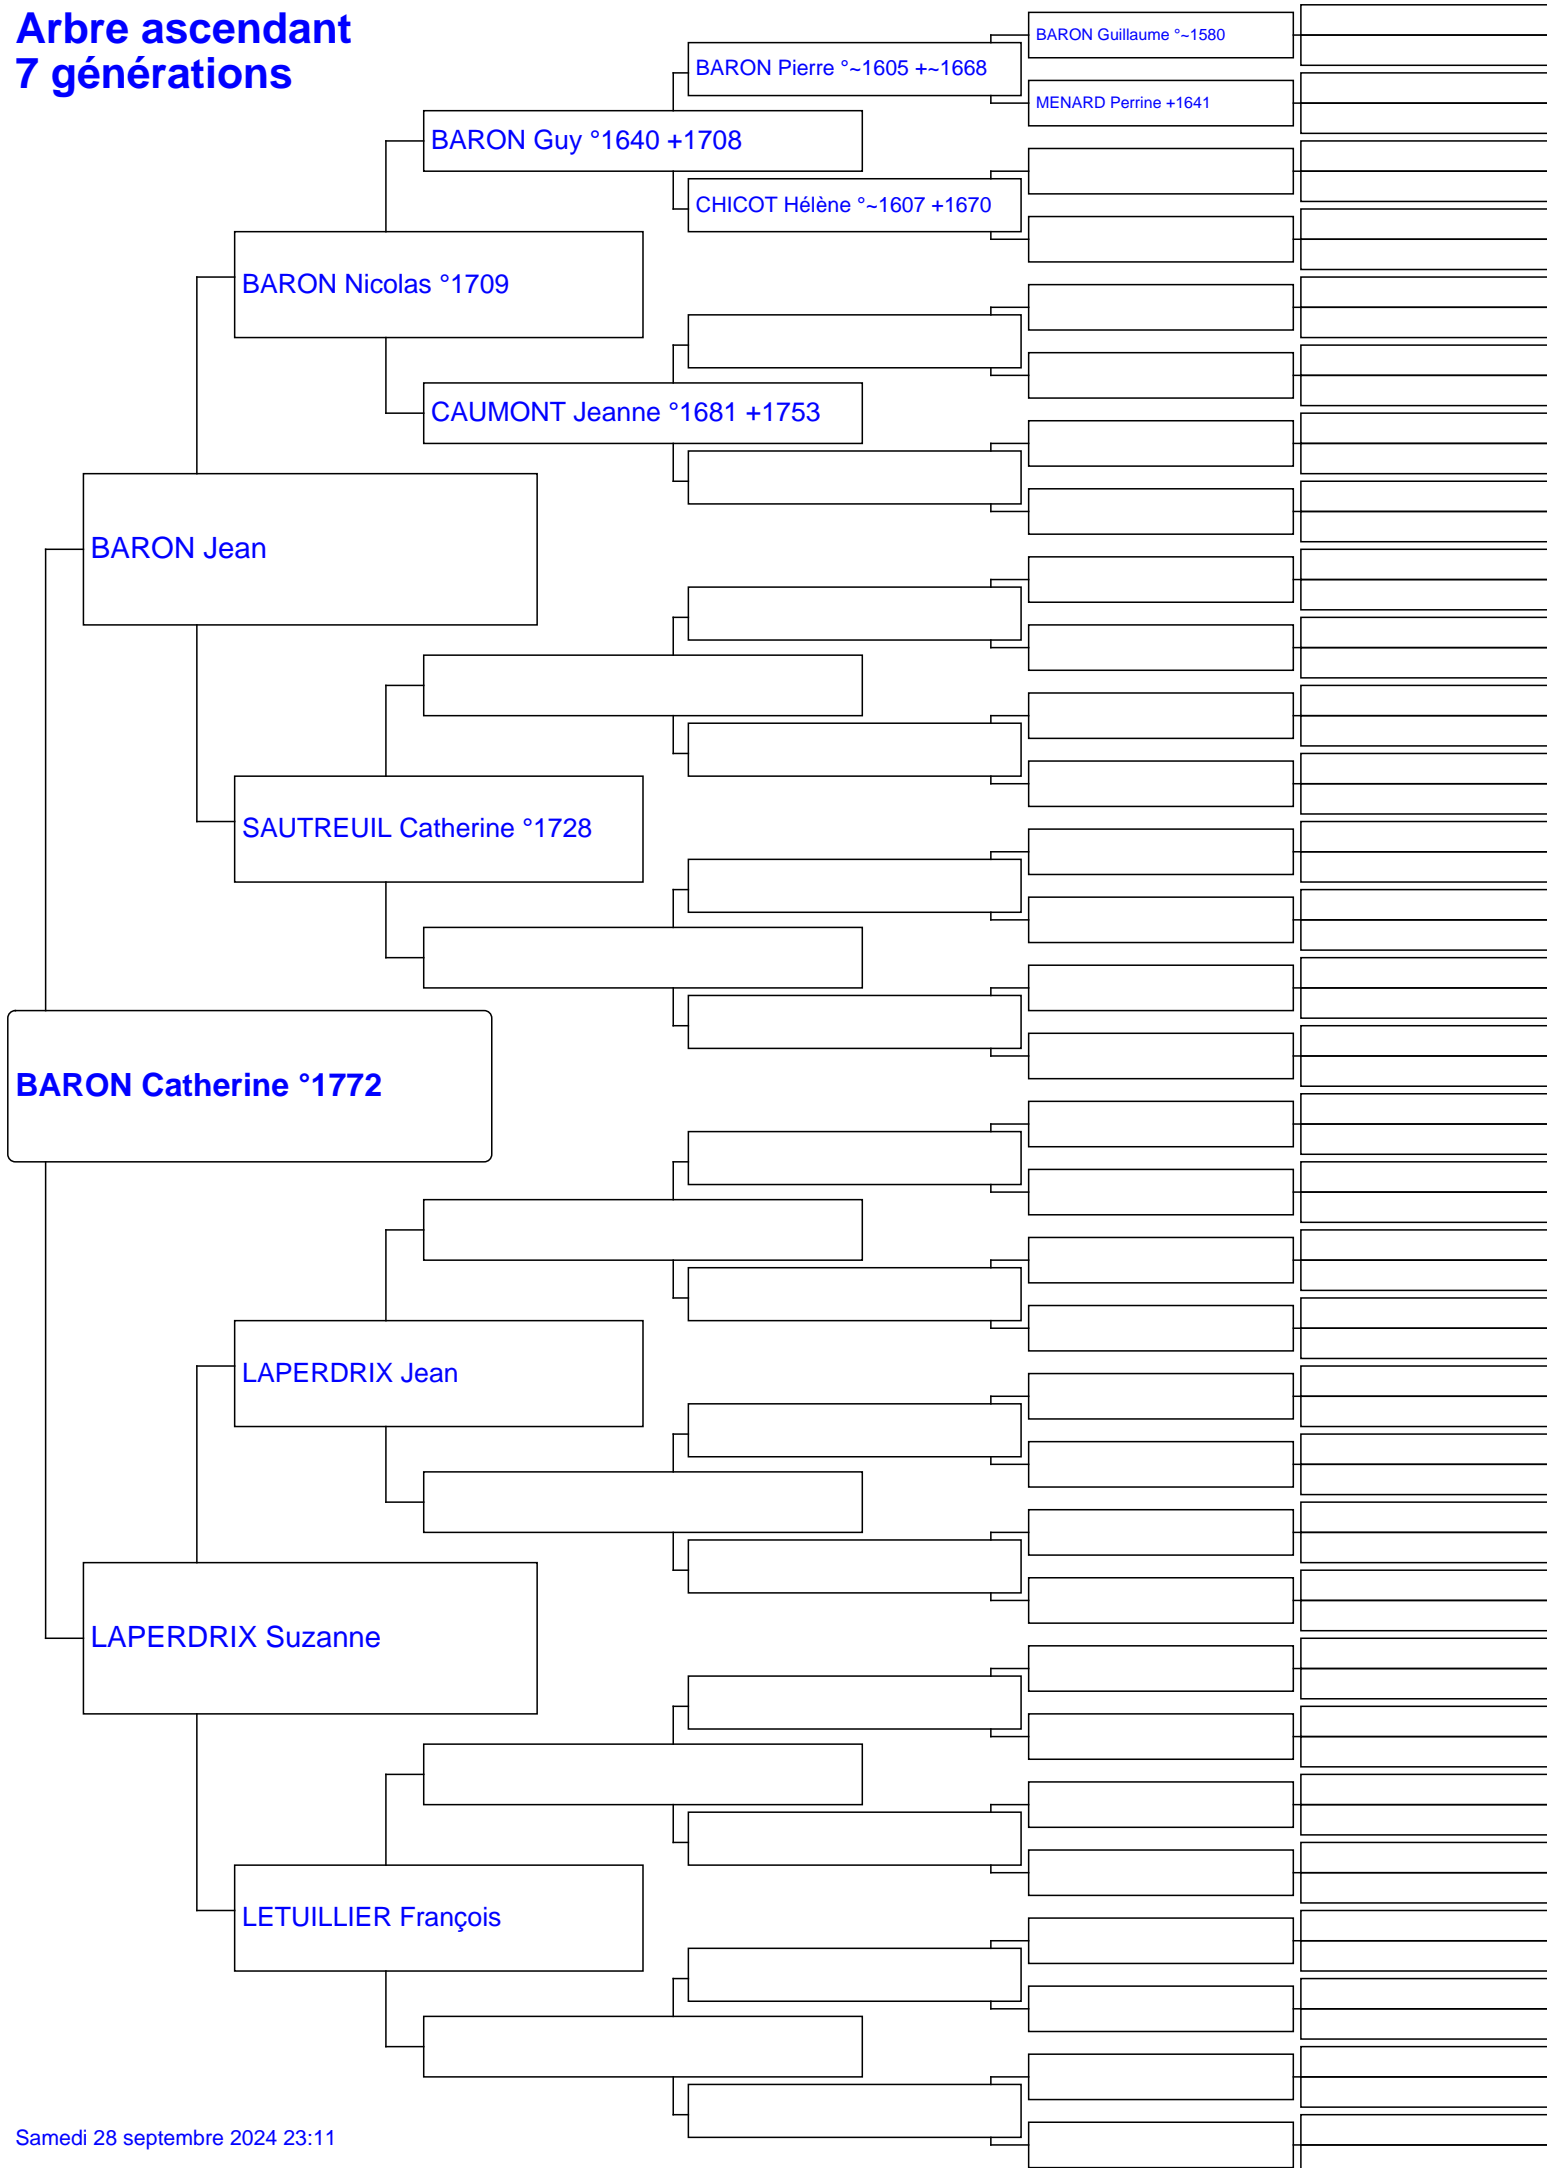 Arbre ascendant
7 générations
BARON Guillaume °~1580
BARON Pierre °~1605 +~1668
MENARD Perrine +1641
BARON Guy °1640 +1708
CHICOT Hélène °~1607 +1670
BARON Nicolas °1709
CAUMONT Jeanne °1681 +1753
BARON Jean
SAUTREUIL Catherine °1728
BARON Catherine °1772
LAPERDRIX Jean
LAPERDRIX Suzanne
LETUILLIER François
Samedi 28 septembre 2024 23:11